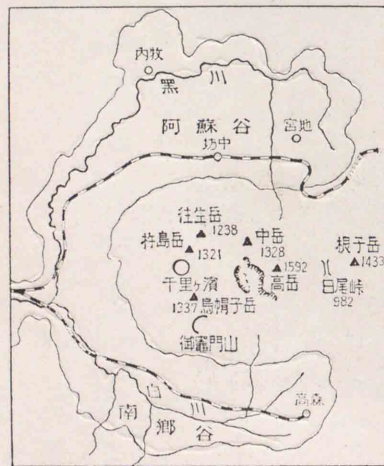 内牧
黒川
阿蘇谷
宮地
坊中
往生岳
1238
杵島岳
1321
中岳
1328
根子岳
1433
1592
高岳
日尾峠
982
千里ヶ濱
1337
烏帽子岳
御竈門山
白川
高森
南郷谷